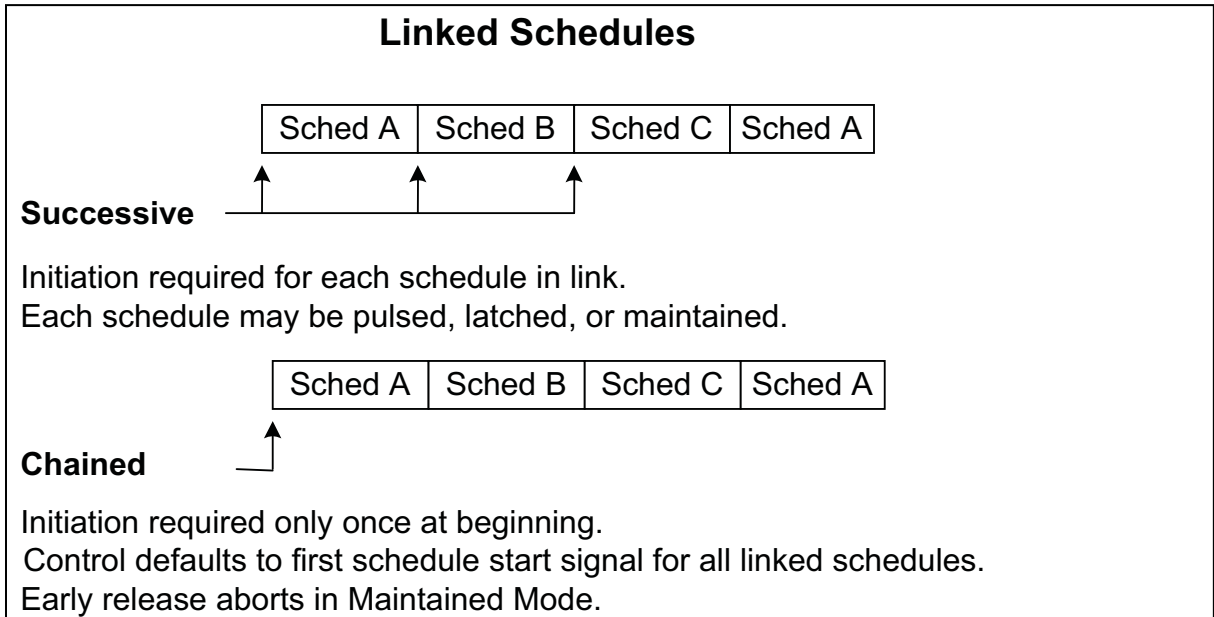 Linked Schedules
Sched A Sched B Sched C Sched A
Successive
Initiation required for each schedule in link.
Each schedule may be pulsed, latched, or maintained.
Sched A Sched B Sched C Sched A
Chained
Initiation required only once at beginning.
Control defaults to first schedule start signal for all linked schedules.
Early release aborts in Maintained Mode.